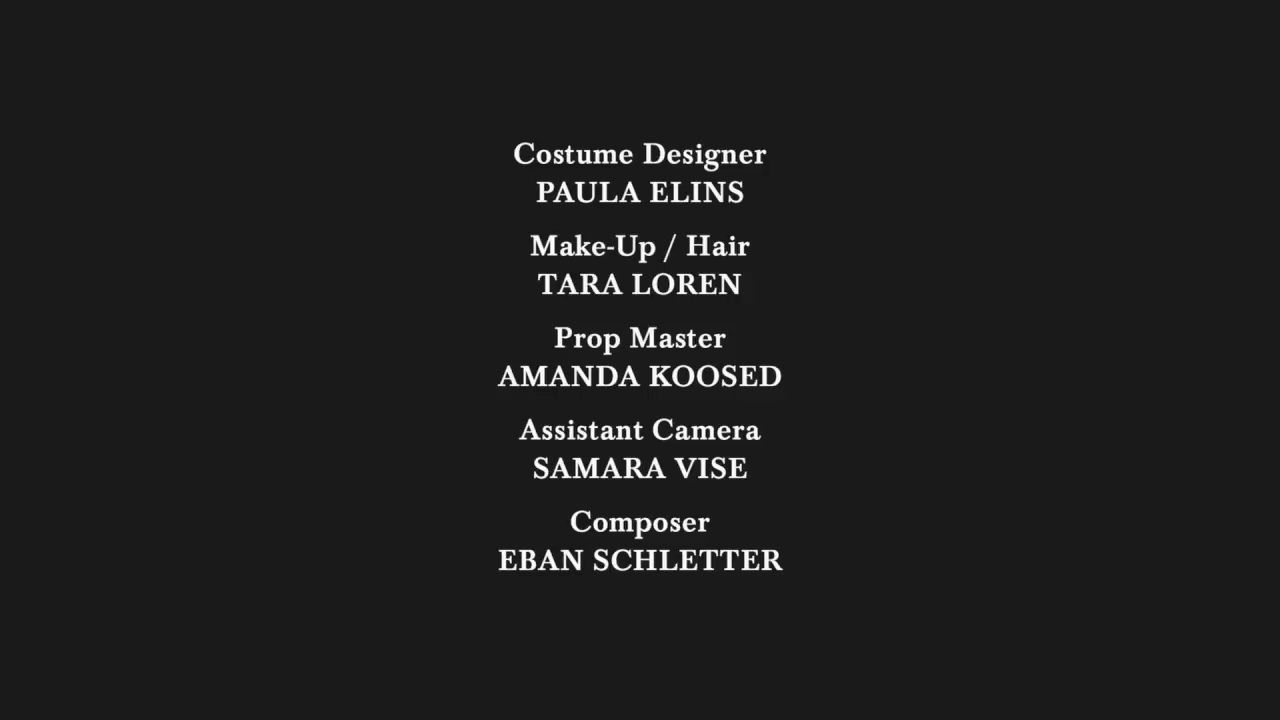 Costume Designer
PAULA ELINS
Make-Up / Hair
TARA LOREN
Prop Master
AMANDA KOOSED
Assistant Camera
SAMARA VISE
Composer
EBAN SCHLETTER